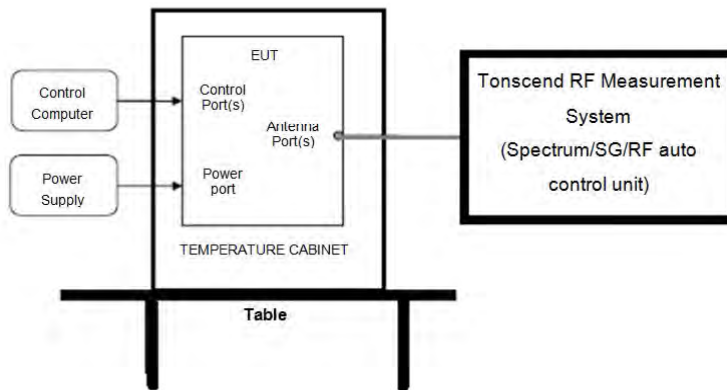 EUT
Control
Computer
Control
Port(s)
Antenna
Port(s)
Power
Supply
Power
port
TEMPERATURE CABINET
Table
Tonscend RF Measurement
System
(Spectrum/SG/RF auto
control unit)